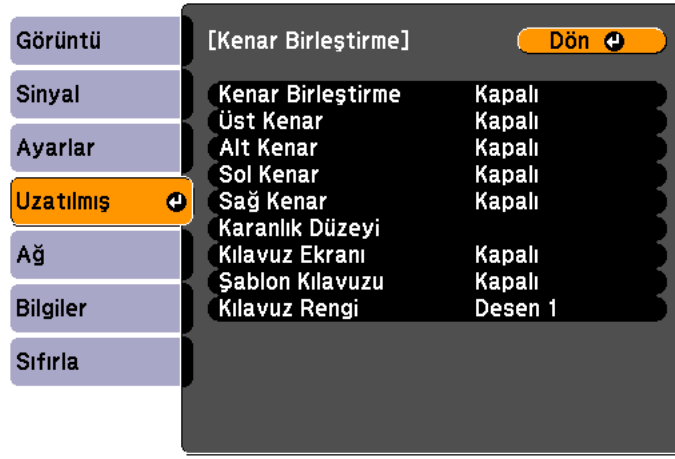 Görüntü
Sinyal
Ayarlar
Uzatılmış
Ağ
Bilgiler
Sıfırla
[Kenar Birleştirme] Dön
Kenar Birleştirme Kapalı
Üst Kenar Kapalı
Alt Kenar Kapalı
Sol Kenar Kapalı
Sağ Kenar Kapalı
Karanlık Düzeyi
Kılavuz Ekranı Kapalı
Şablon Kılavuzu Kapalı
Kılavuz Rengi Desen 1